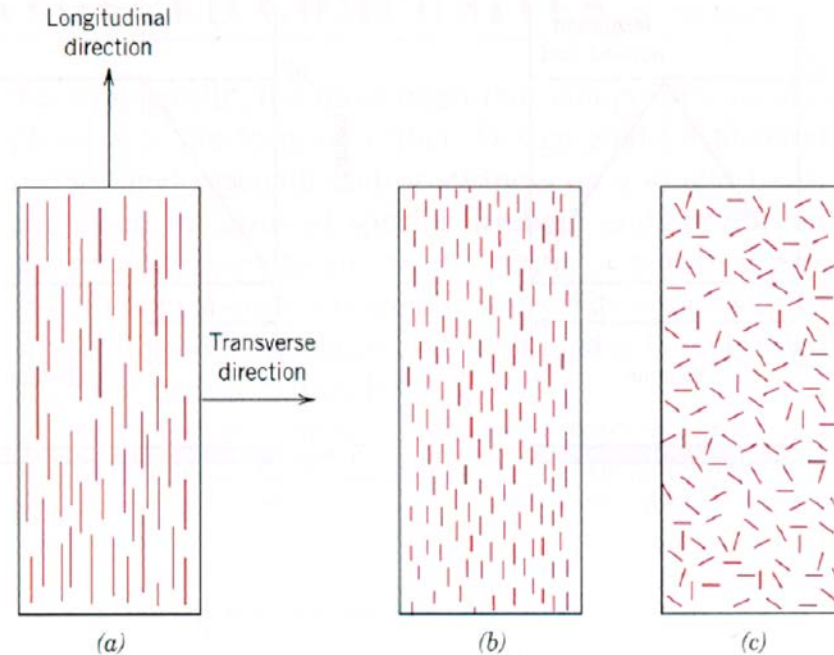 Longitudinal
direction
Transverse
direction
(a)
(b)
(c)